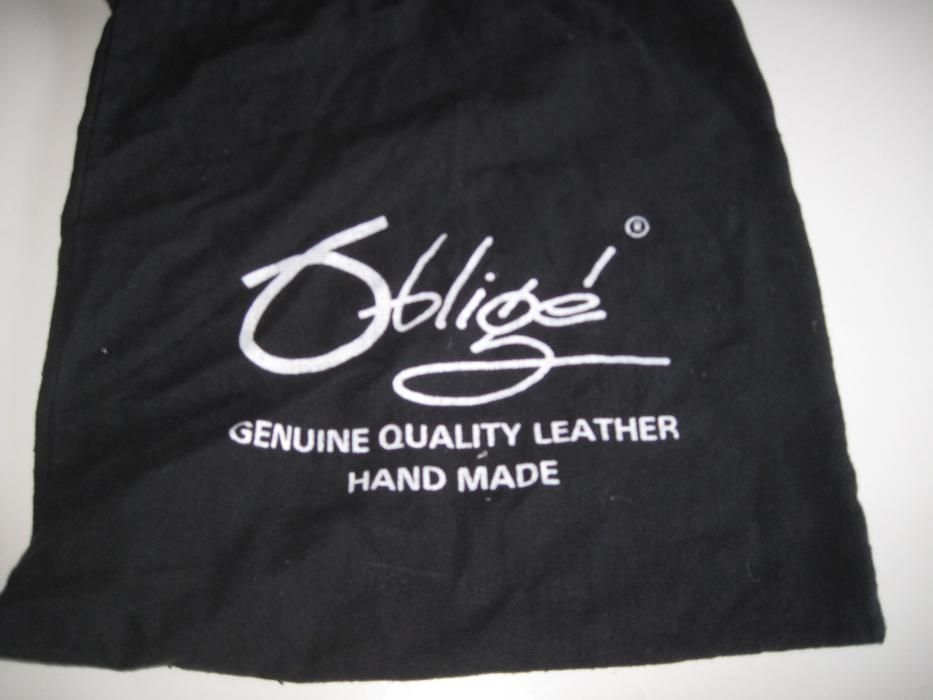 Obligé ®
GENUINE QUALITY LEATHER
HAND MADE